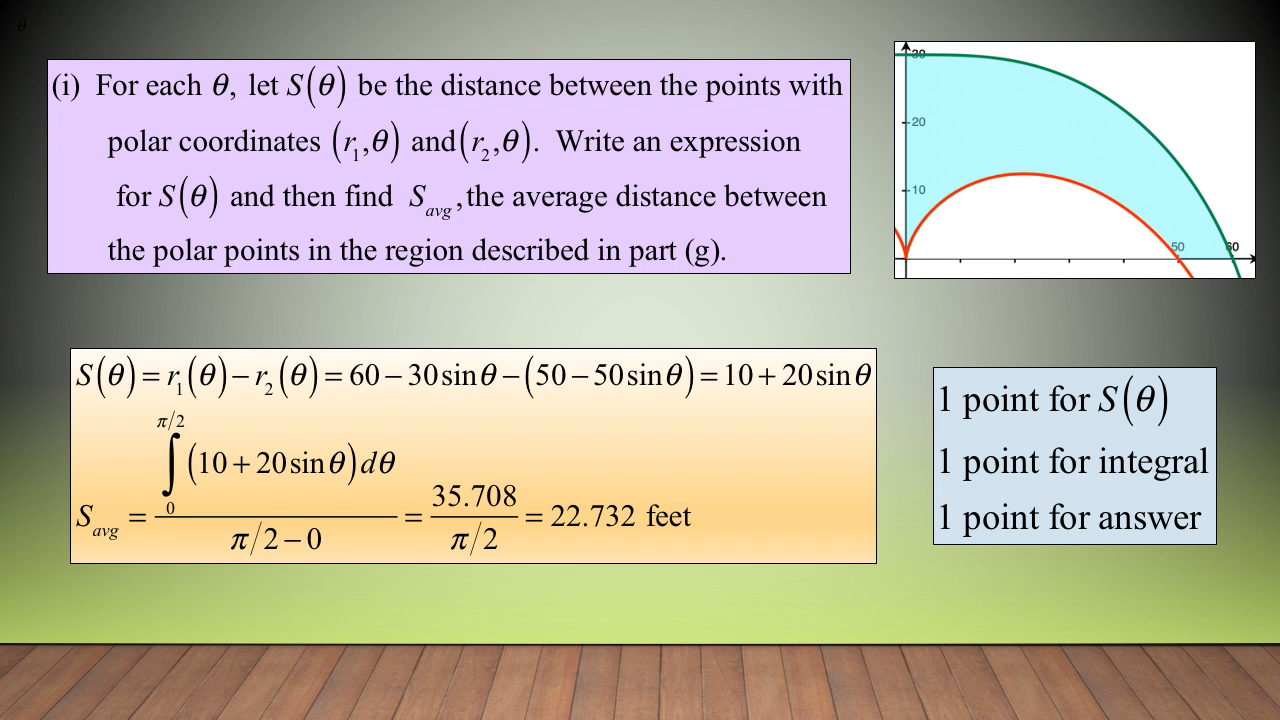 θ
(i) For each θ, let S(θ) be the distance between the points with
polar coordinates (r₁,θ) and (r₂,θ). Write an expression
for S(θ) and then find S_avg, the average distance between
the polar points in the region described in part (g).
30
20
10
50 60
S(θ) = r₁(θ) − r₂(θ) = 60 − 30 sin θ − (50 − 50 sin θ) = 10 + 20 sin θ
S_avg = ∫₀^(π/2) (10 + 20 sin θ) dθ / (π/2 − 0) = 35.708 / (π/2) = 22.732 feet
1 point for S(θ)
1 point for integral
1 point for answer